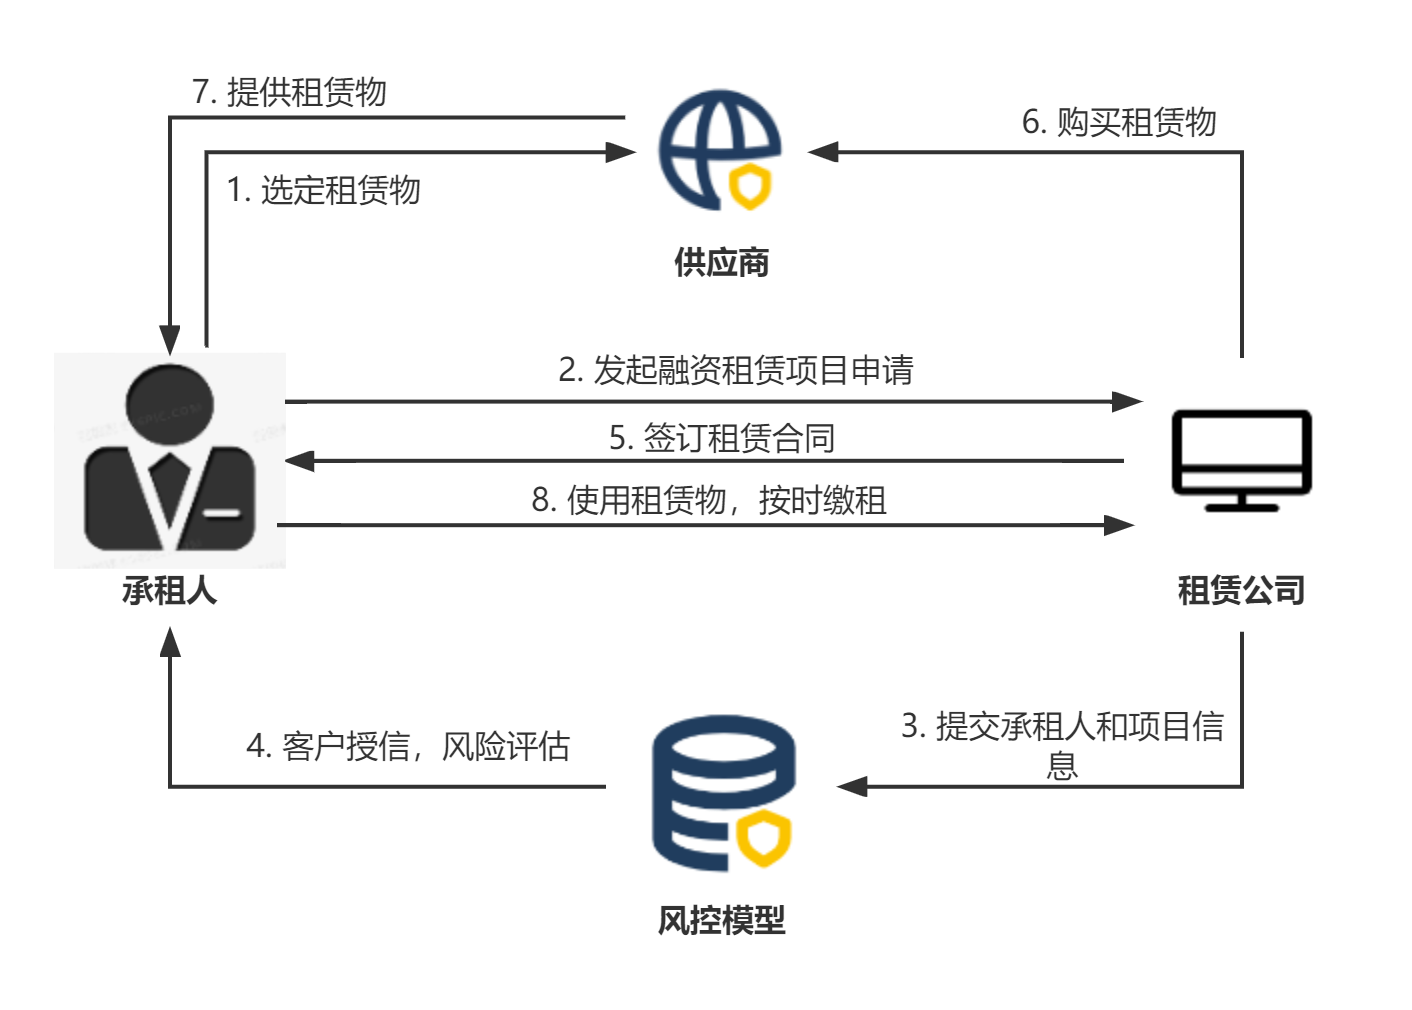 7. 提供租赁物
6. 购买租赁物
1. 选定租赁物
供应商
2. 发起融资租赁项目申请
5. 签订租赁合同
8. 使用租赁物，按时缴租
承租人
租赁公司
3. 提交承租人和项目信
息
4. 客户授信，风险评估
风控模型